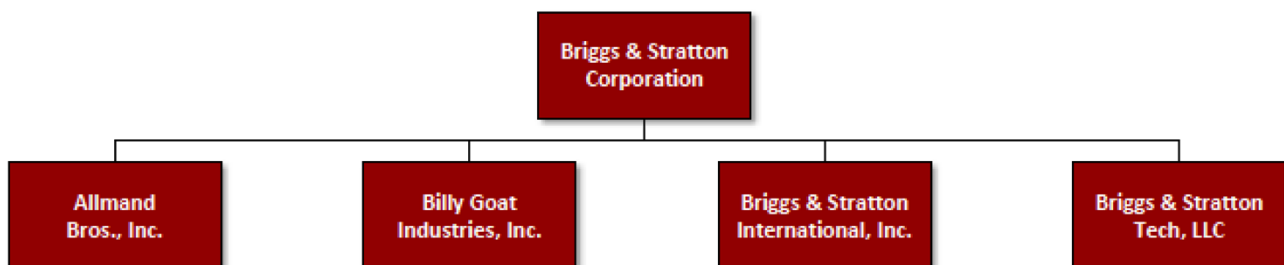 Briggs & Stratton
Corporation
Allmand
Bros., Inc.
Billy Goat
Industries, Inc.
Briggs & Stratton
International, Inc.
Briggs & Stratton
Tech, LLC